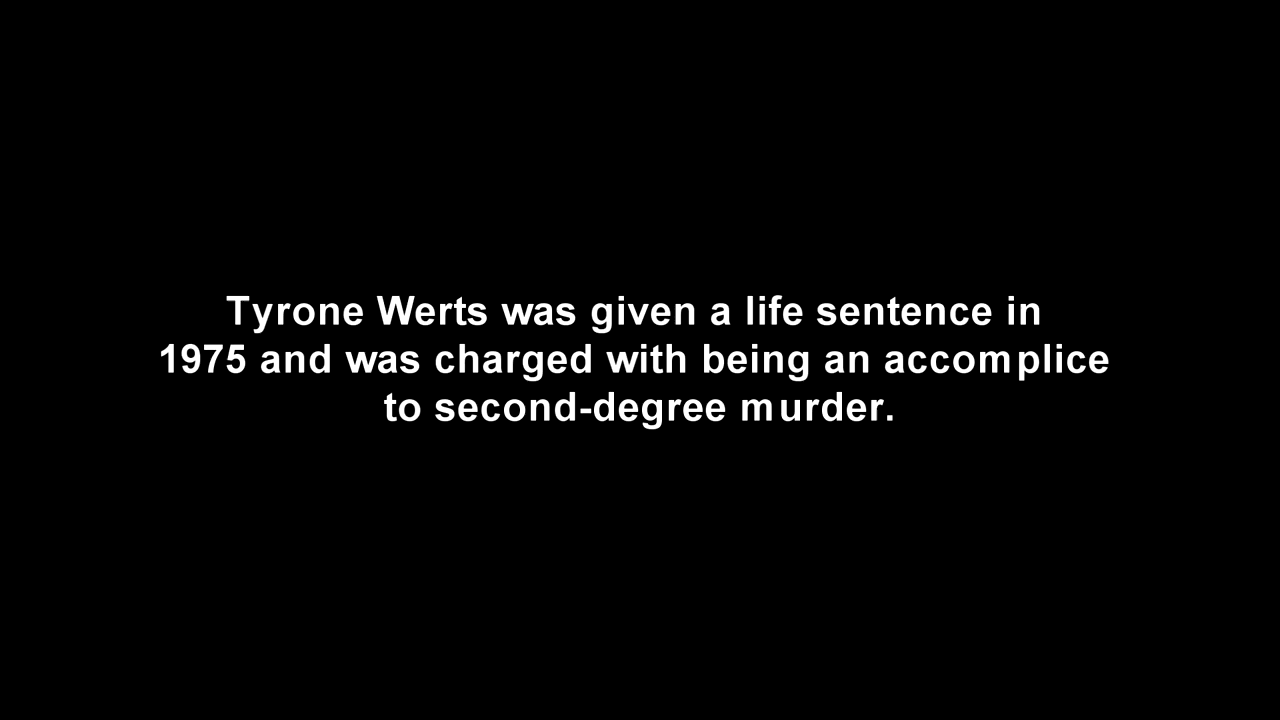 Tyrone Werts was given a life sentence in
1975 and was charged with being an accomplice
to second-degree murder.